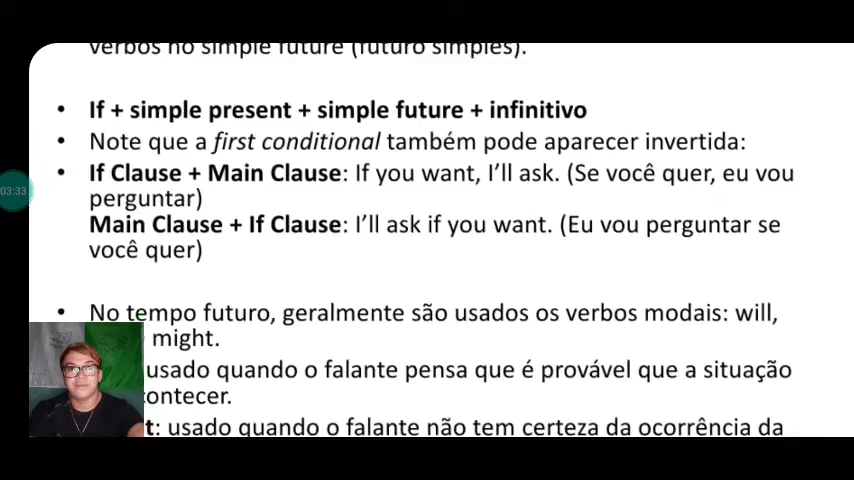 verbos no simple future (futuro simples).
• If + simple present + simple future + infinitivo
• Note que a first conditional também pode aparecer invertida:
• If Clause + Main Clause: If you want, I'll ask. (Se você quer, eu vou
perguntar)
Main Clause + If Clause: I'll ask if you want. (Eu vou perguntar se
você quer)
• No tempo futuro, geralmente são usados os verbos modais: will,
might.
usado quando o falante pensa que é provável que a situação
contecer.
t: usado quando o falante não tem certeza da ocorrência da
03:33